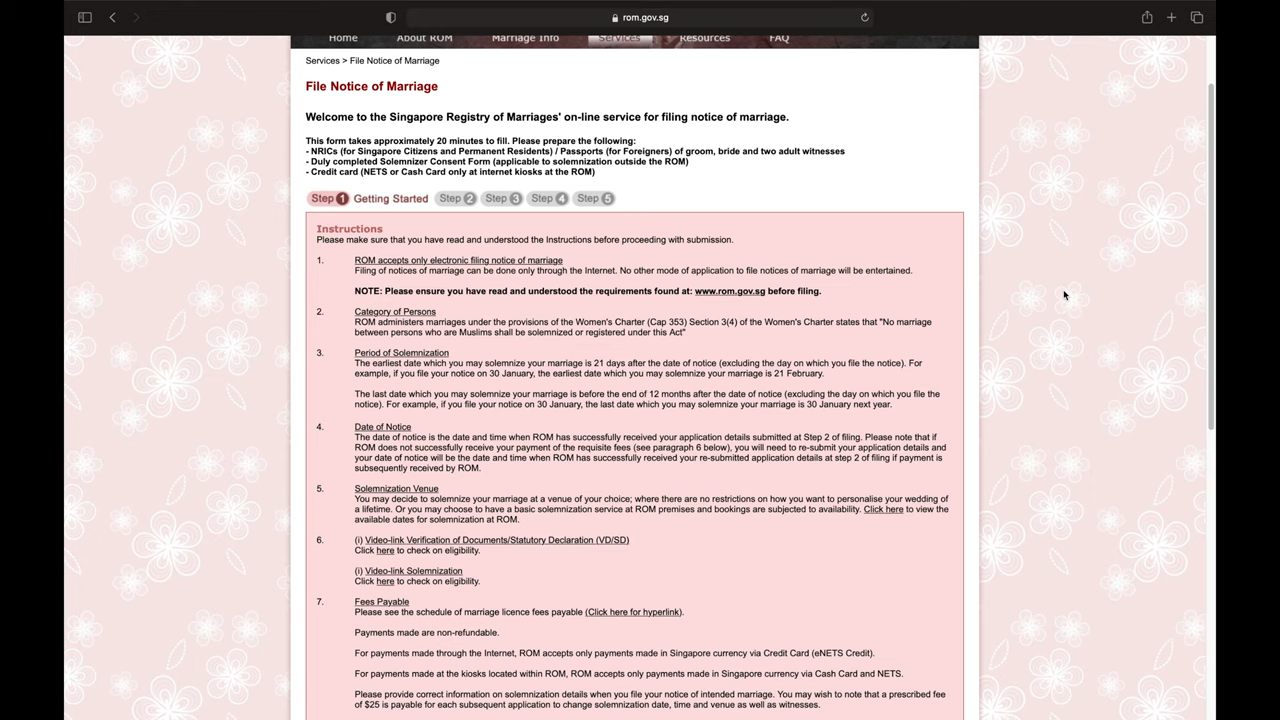 rom.gov.sg
Home About ROM Marriage Info Services Resources FAQ
Services > File Notice of Marriage
File Notice of Marriage
Welcome to the Singapore Registry of Marriages' on-line service for filing notice of marriage.
This form takes approximately 20 minutes to fill. Please prepare the following:
- NRICs (for Singapore Citizens and Permanent Residents) / Passports (for Foreigners) of groom, bride and two adult witnesses
- Duly completed Solemnizer Consent Form (applicable to solemnization outside the ROM)
- Credit card (NETS or Cash Card only at internet kiosks at the ROM)
Step 1 Getting Started Step 2 Step 3 Step 4 Step 5
Instructions
Please make sure that you have read and understood the Instructions before proceeding with submission.
1. ROM accepts only electronic filing notice of marriage
Filing of notices of marriage can be done only through the Internet. No other mode of application to file notices of marriage will be entertained.
NOTE: Please ensure you have read and understood the requirements found at: www.rom.gov.sg before filing.
2. Category of Persons
ROM administers marriages under the provisions of the Women's Charter (Cap 353) Section 3(4) of the Women's Charter states that "No marriage
between persons who are Muslims shall be solemnized or registered under this Act"
3. Period of Solemnization
The earliest date which you may solemnize your marriage is 21 days after the date of notice (excluding the day on which you file the notice). For
example, if you file your notice on 30 January, the earliest date which you may solemnize your marriage is 21 February.
The last date which you may solemnize your marriage is before the end of 12 months after the date of notice (excluding the day on which you file the
notice). For example, if you file your notice on 30 January, the last date which you may solemnize your marriage is 30 January next year.
4. Date of Notice
The date of notice is the date and time when ROM has successfully received your application details submitted at Step 2 of filing. Please note that if
ROM does not successfully receive your payment of the requisite fees (see paragraph 6 below), you will need to re-submit your application details and
your date of notice will be the date and time when ROM has successfully received your re-submitted application details at step 2 of filing if payment is
subsequently received by ROM.
5. Solemnization Venue
You may decide to solemnize your marriage at a venue of your choice; where there are no restrictions on how you want to personalise your wedding of
a lifetime. Or you may choose to have a basic solemnization service at ROM premises and bookings are subjected to availability. Click here to view the
available dates for solemnization at ROM.
6. (i) Video-link Verification of Documents/Statutory Declaration (VD/SD)
Click here to check on eligibility.
(i) Video-link Solemnization
Click here to check on eligibility.
7. Fees Payable
Please see the schedule of marriage licence fees payable (Click here for hyperlink).
Payments made are non-refundable.
For payments made through the Internet, ROM accepts only payments made in Singapore currency via Credit Card (eNETS Credit).
For payments made at the kiosks located within ROM, ROM accepts only payments made in Singapore currency via Cash Card and NETS.
Please provide correct information on solemnization details when you file your notice of intended marriage. You may wish to note that a prescribed fee
of $25 is payable for each subsequent application to change solemnization date, time and venue as well as witnesses.